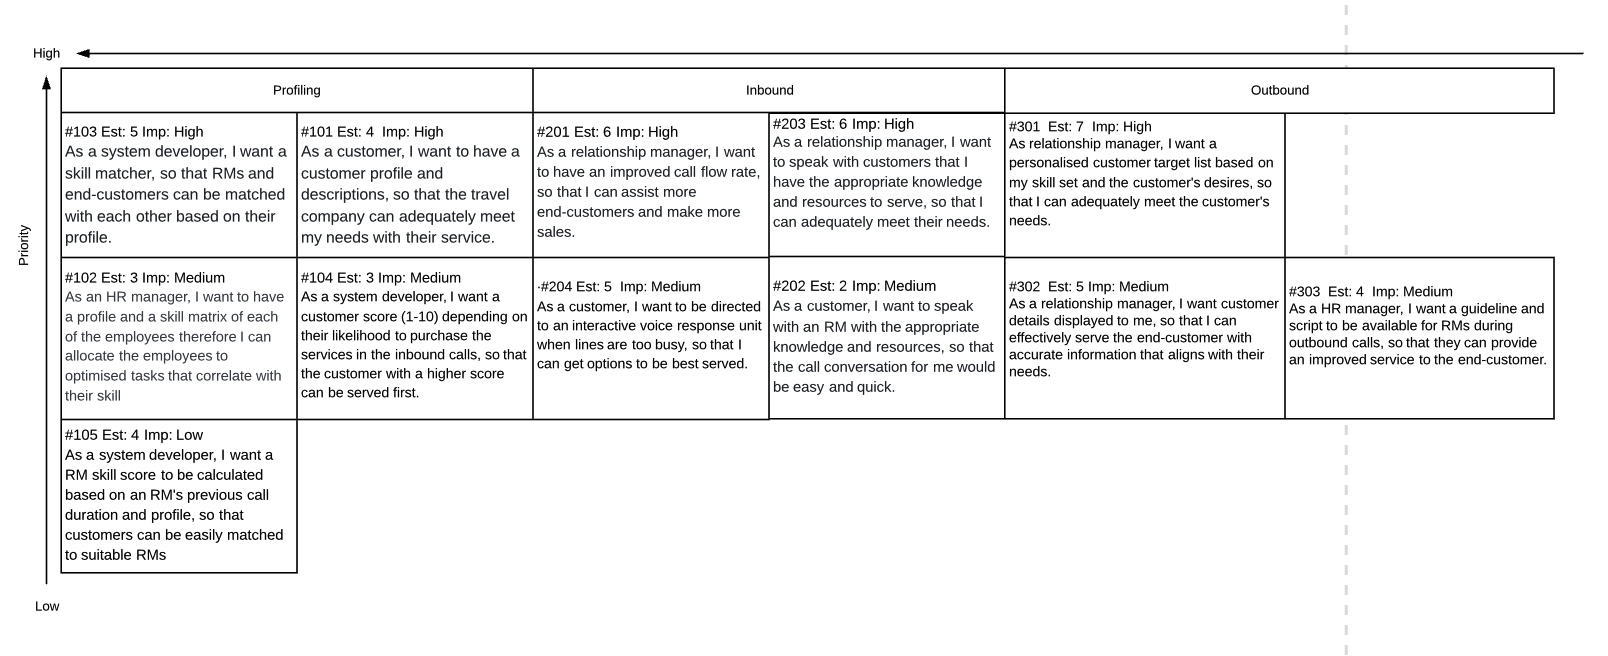 High
Profiling
Inbound
Outbound
#103 Est: 5 Imp: High
As a system developer, I want a
skill matcher, so that RMs and
end-customers can be matched
with each other based on their
profile.
#101 Est: 4  Imp: High
As a customer, I want to have a
customer profile and
descriptions, so that the travel
company can adequately meet
my needs with their service.
#201 Est: 6 Imp: High
As a relationship manager, I want
to have an improved call flow rate,
so that I can assist more
end-customers and make more
sales.
#203 Est: 6 Imp: High
As a relationship manager, I want
to speak with customers that I
have the appropriate knowledge
and resources to serve, so that I
can adequately meet their needs.
#301  Est: 7  Imp: High
As relationship manager, I want a
personalised customer target list based on
my skill set and the customer's desires, so
that I can adequately meet the customer's
needs.
Priority
#102 Est: 3 Imp: Medium
As an HR manager, I want to have
a profile and a skill matrix of each
of the employees therefore I can
allocate the employees to
optimised tasks that correlate with
their skill
#104 Est: 3 Imp: Medium
As a system developer, I want a
customer score (1-10) depending on
their likelihood to purchase the
services in the inbound calls, so that
the customer with a higher score
can be served first.
·#204 Est: 5  Imp: Medium
As a customer, I want to be directed
to an interactive voice response unit
when lines are too busy, so that I
can get options to be best served.
#202 Est: 2 Imp: Medium
As a customer, I want to speak
with an RM with the appropriate
knowledge and resources, so that
the call conversation for me would
be easy and quick.
#302  Est: 5 Imp: Medium
As a relationship manager, I want customer
details displayed to me, so that I can
effectively serve the end-customer with
accurate information that aligns with their
needs.
#303  Est: 4  Imp: Medium
As a HR manager, I want a guideline and
script to be available for RMs during
outbound calls, so that they can provide
an improved service to the end-customer.
#105 Est: 4 Imp: Low
As a system developer, I want a
RM skill score to be calculated
based on an RM's previous call
duration and profile, so that
customers can be easily matched
to suitable RMs
Low